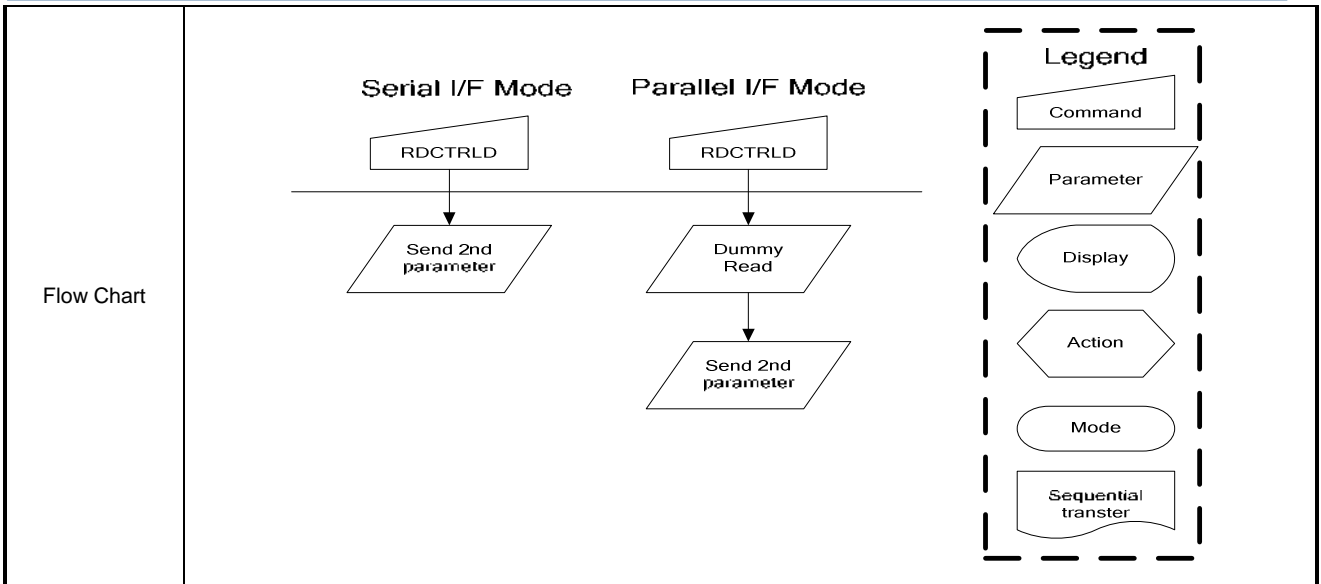 Flow Chart
Serial I/F Mode
RDCTRLD
Send 2nd
parameter
Parallel I/F Mode
RDCTRLD
Dummy
Read
Send 2nd
parameter
Legend
Command
Parameter
Display
Action
Mode
Sequential
transter